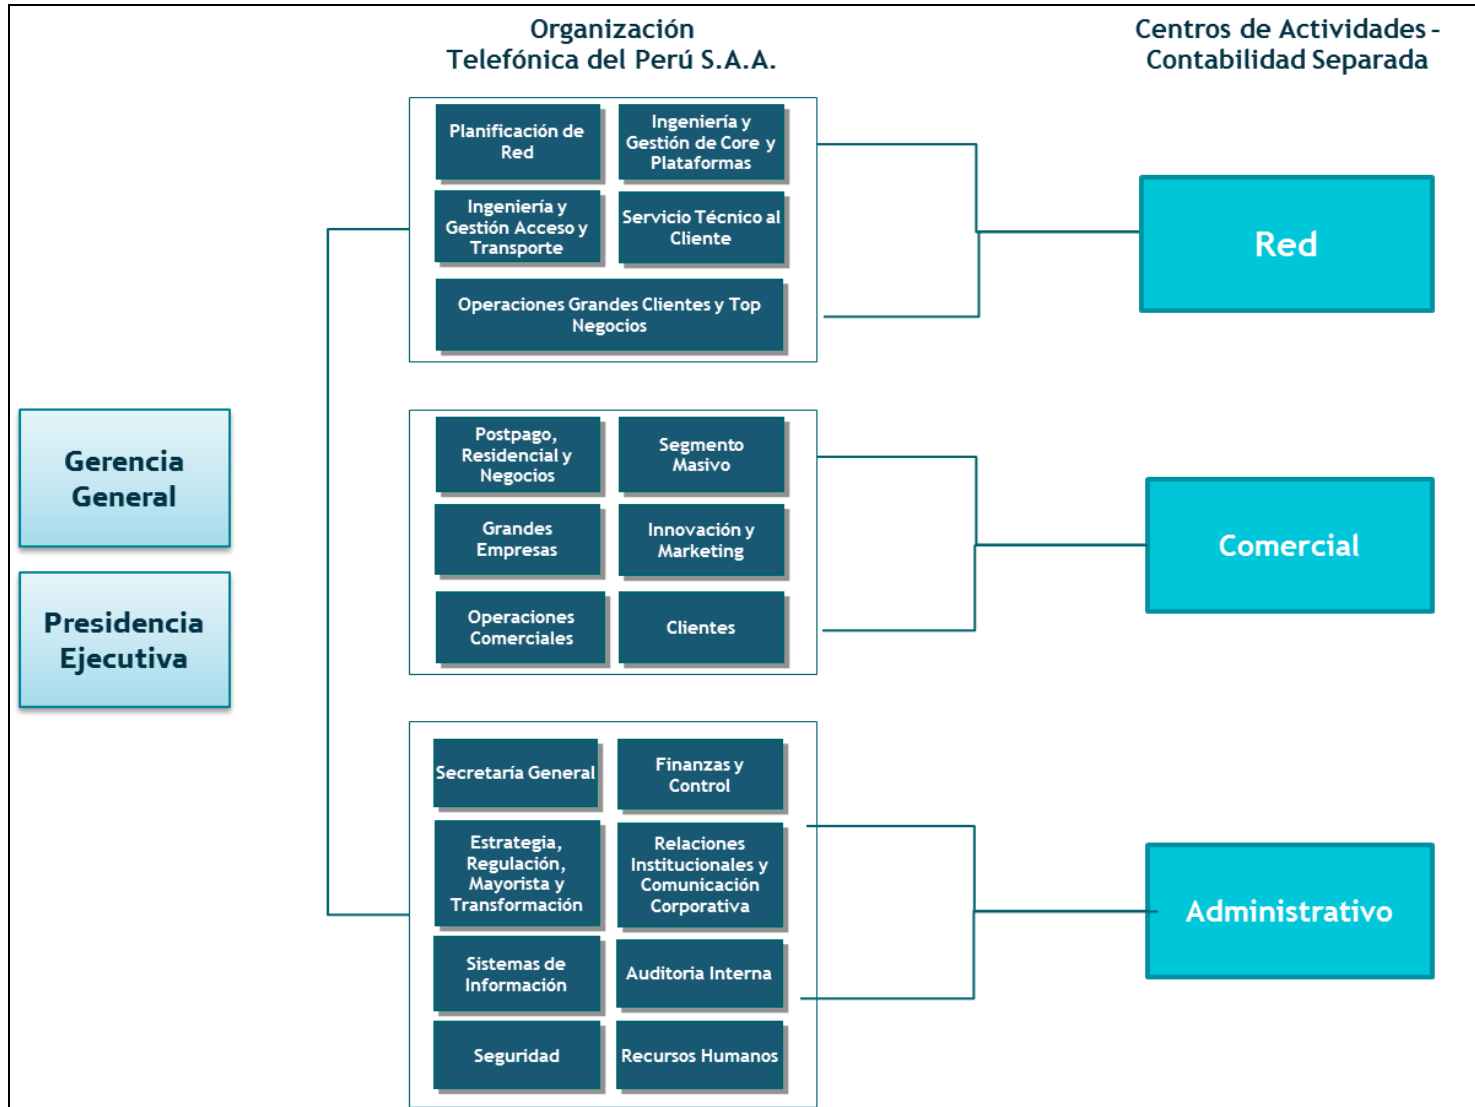 Organización
Telefónica del Perú S.A.A.
Centros de Actividades -
Contabilidad Separada
Planificación de
Red
Ingeniería y
Gestión de Core y
Plataformas
Ingeniería y
Gestión Acceso y
Transporte
Servicio Técnico al
Cliente
Operaciones Grandes Clientes y Top
Negocios
Red
Gerencia
General
Presidencia
Ejecutiva
Postpago,
Residencial y
Negocios
Segmento
Masivo
Grandes
Empresas
Innovación y
Marketing
Operaciones
Comerciales
Clientes
Comercial
Secretaría General
Finanzas y
Control
Estrategia,
Regulación,
Mayorista y
Transformación
Relaciones
Institucionales y
Comunicación
Corporativa
Sistemas de
Información
Auditoria Interna
Seguridad
Recursos Humanos
Administrativo